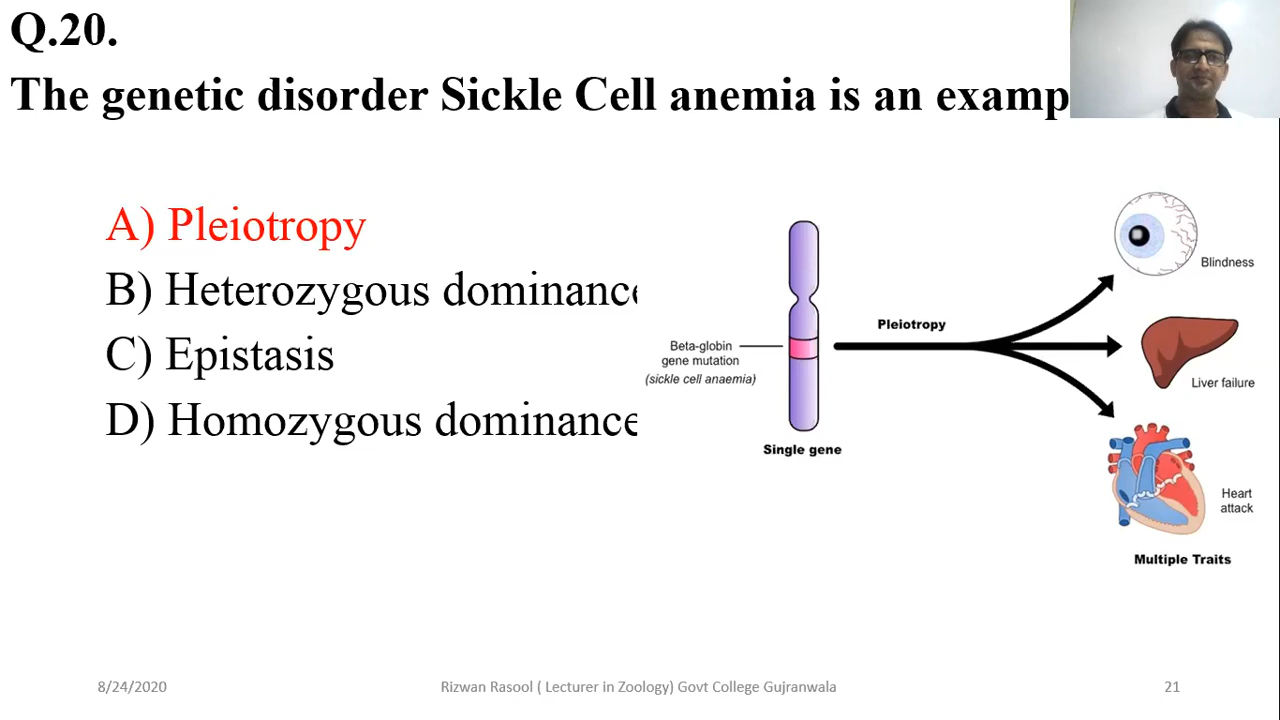 Q.20.
The genetic disorder Sickle Cell anemia is an examp
A) Pleiotropy
B) Heterozygous dominance
C) Epistasis
D) Homozygous dominance
Beta-globin
gene mutation
(sickle cell anaemia)
Single gene
Pleiotropy
Blindness
Liver failure
Heart
attack
Multiple Traits
8/24/2020
Rizwan Rasool ( Lecturer in Zoology) Govt College Gujranwala
21